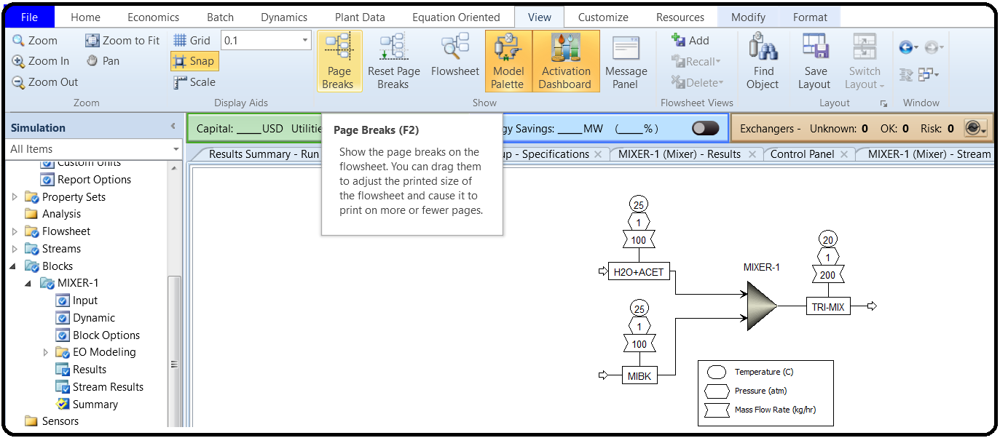 File Home Economics Batch Dynamics Plant Data Equation Oriented View Customize Resources Modify Format
Zoom
Zoom to Fit
Zoom In
Pan
Zoom Out
Zoom
Grid
0.1
Snap
Scale
Display Aids
Page
Breaks
Reset Page
Breaks
Flowsheet
Model
Palette
Activation
Dashboard
Message
Panel
Show
Add
Recall
Delete
Flowsheet Views
Find
Object
Save
Layout
Switch
Layout
Layout
Window
Simulation
All Items
Custom Units
Report Options
Property Sets
Analysis
Flowsheet
Streams
Blocks
MIXER-1
Input
Dynamic
Block Options
EO Modeling
Results
Stream Results
Summary
Sensors
Capital: ____USD Utilitie
gy Savings: ____MW (____%)
Exchangers - Unknown: 0 OK: 0 Risk: 0
Results Summary - Run
up - Specifications
MIXER-1 (Mixer) - Results
Control Panel
MIXER-1 (Mixer) - Stream
Page Breaks (F2)
Show the page breaks on the
flowsheet. You can drag them
to adjust the printed size of
the flowsheet and cause it to
print on more or fewer pages.
25
1
100
H2O+ACET
25
1
100
MIBK
MIXER-1
20
1
200
TRI-MIX
Temperature (C)
Pressure (atm)
Mass Flow Rate (kg/hr)